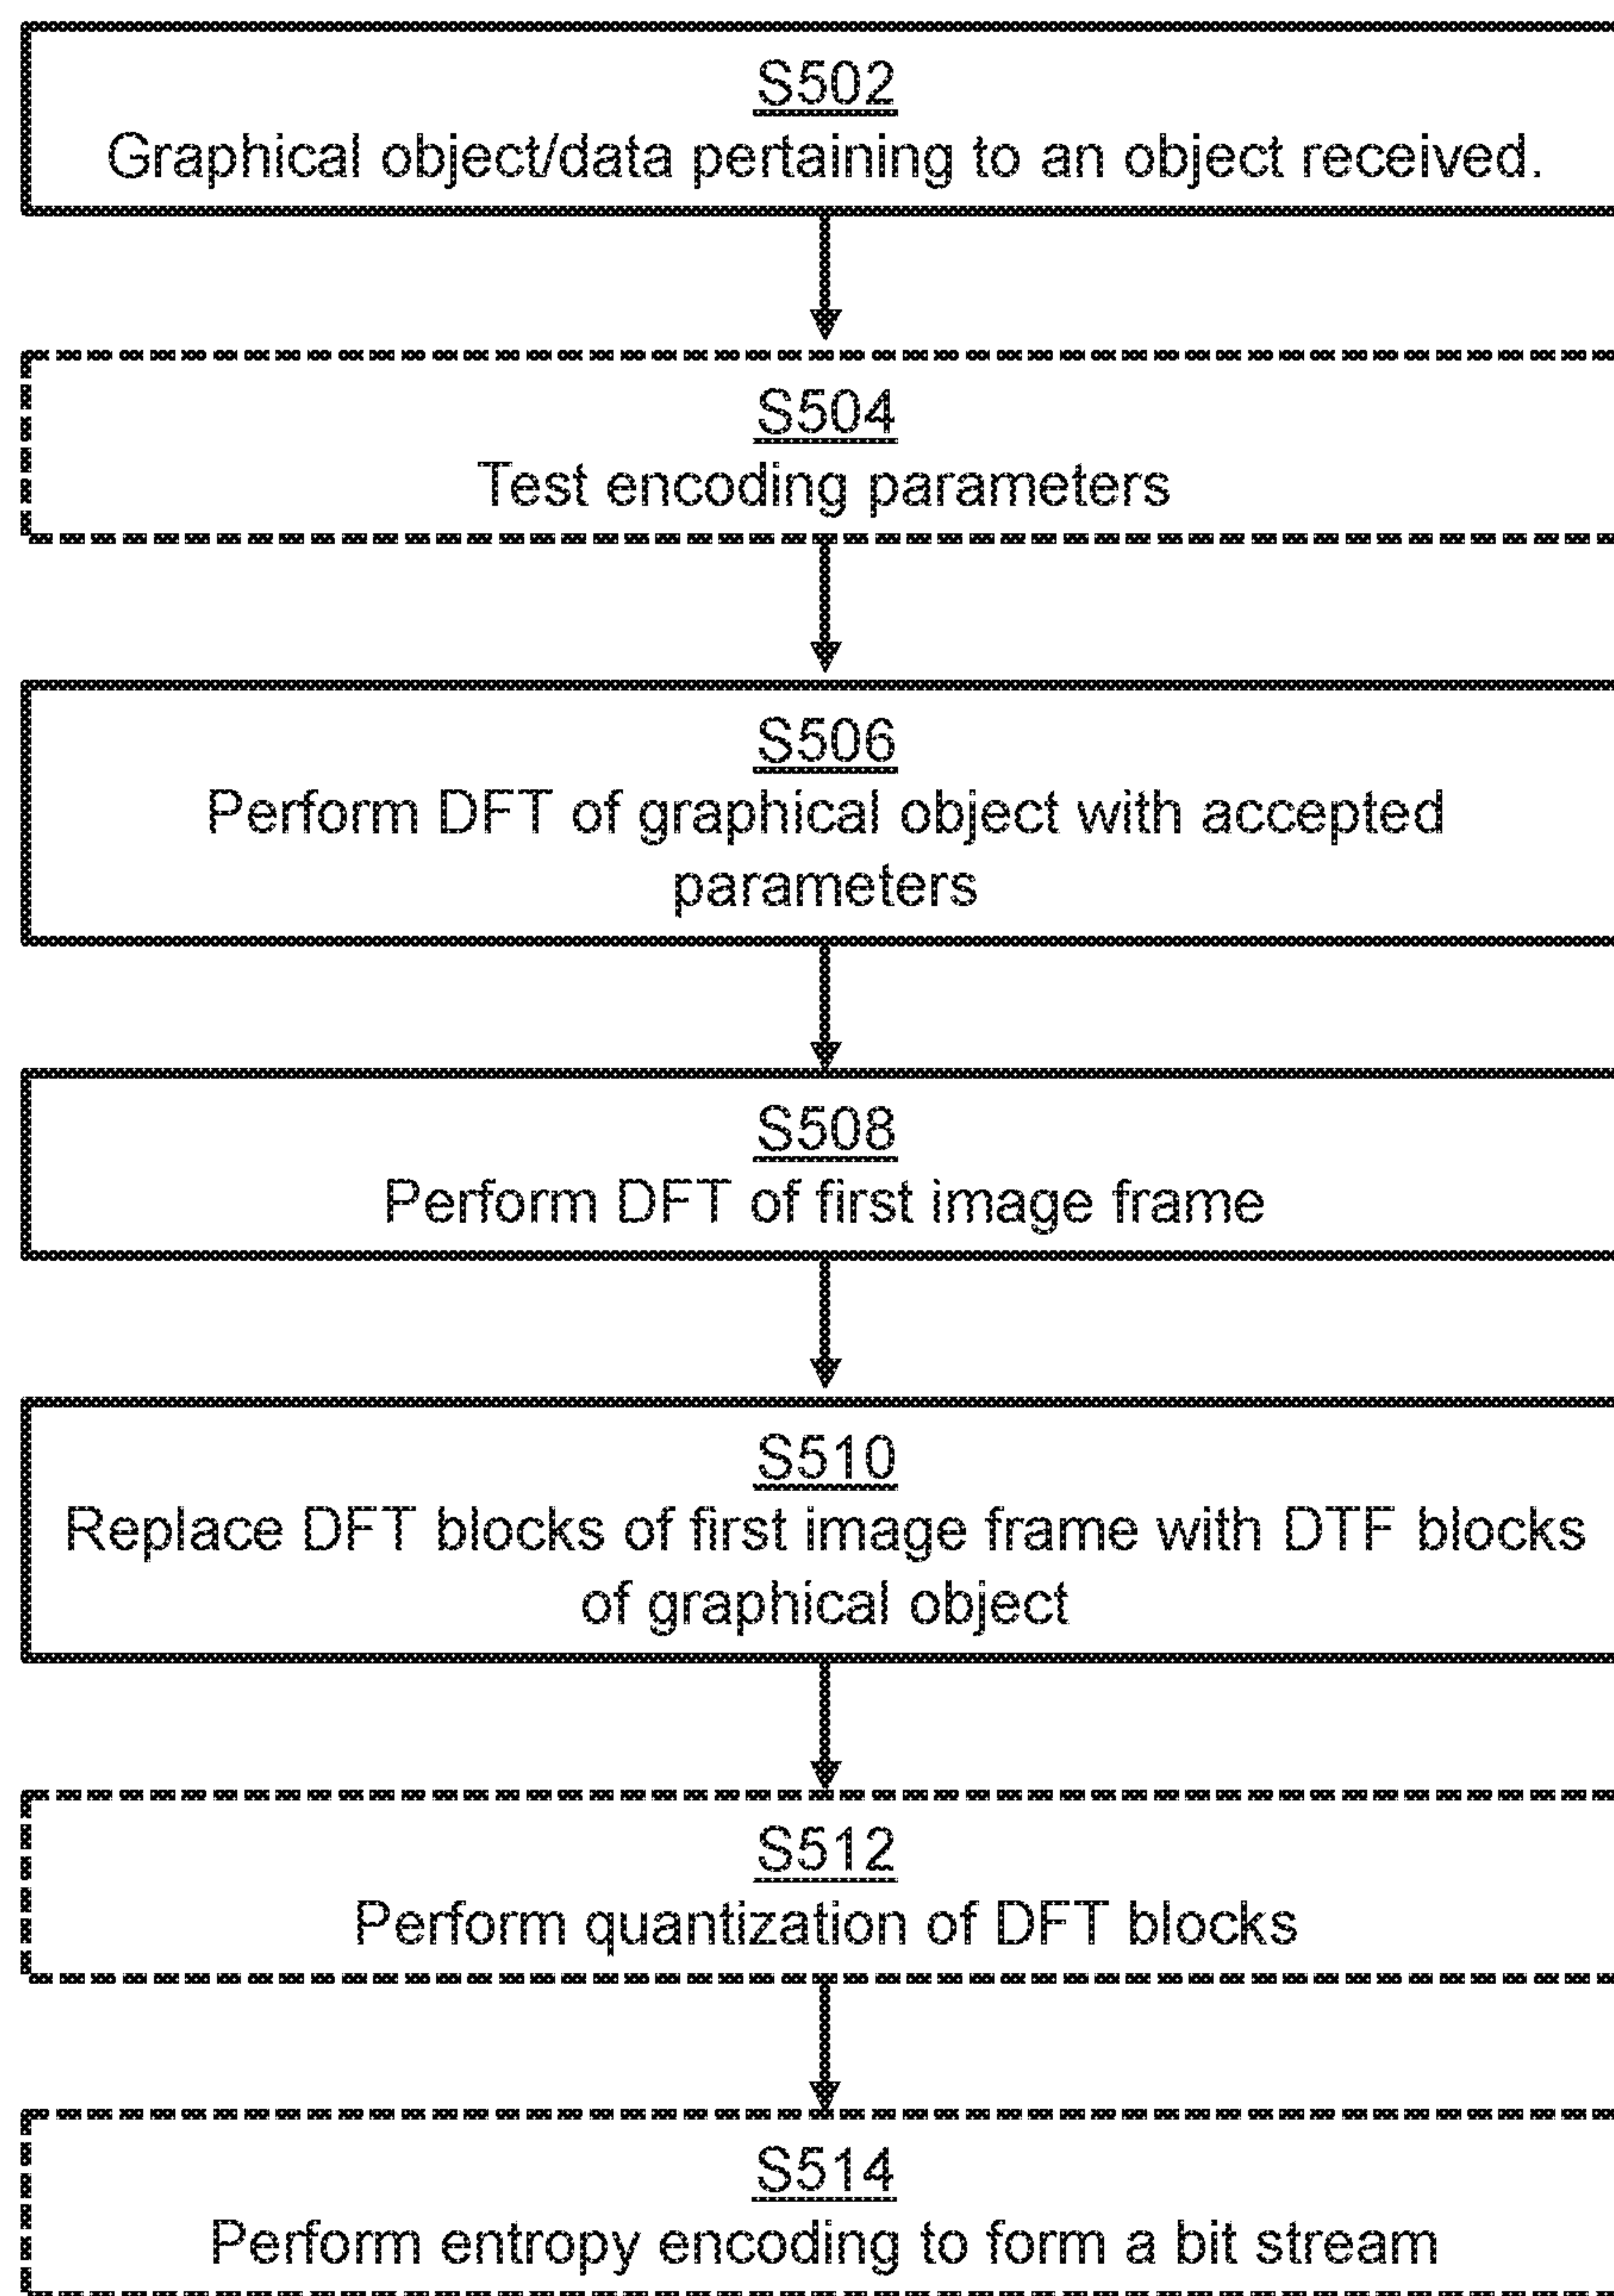 S502
Graphical object/data pertaining to an object received.
S504
Test encoding parameters
S506
Perform DFT of graphical object with accepted
parameters
S508
Perform DFT of first image frame
S510
Replace DFT blocks of first image frame with DTF blocks
of graphical object
S512
Perform quantization of DFT blocks
S514
Perform entropy encoding to form a bit stream